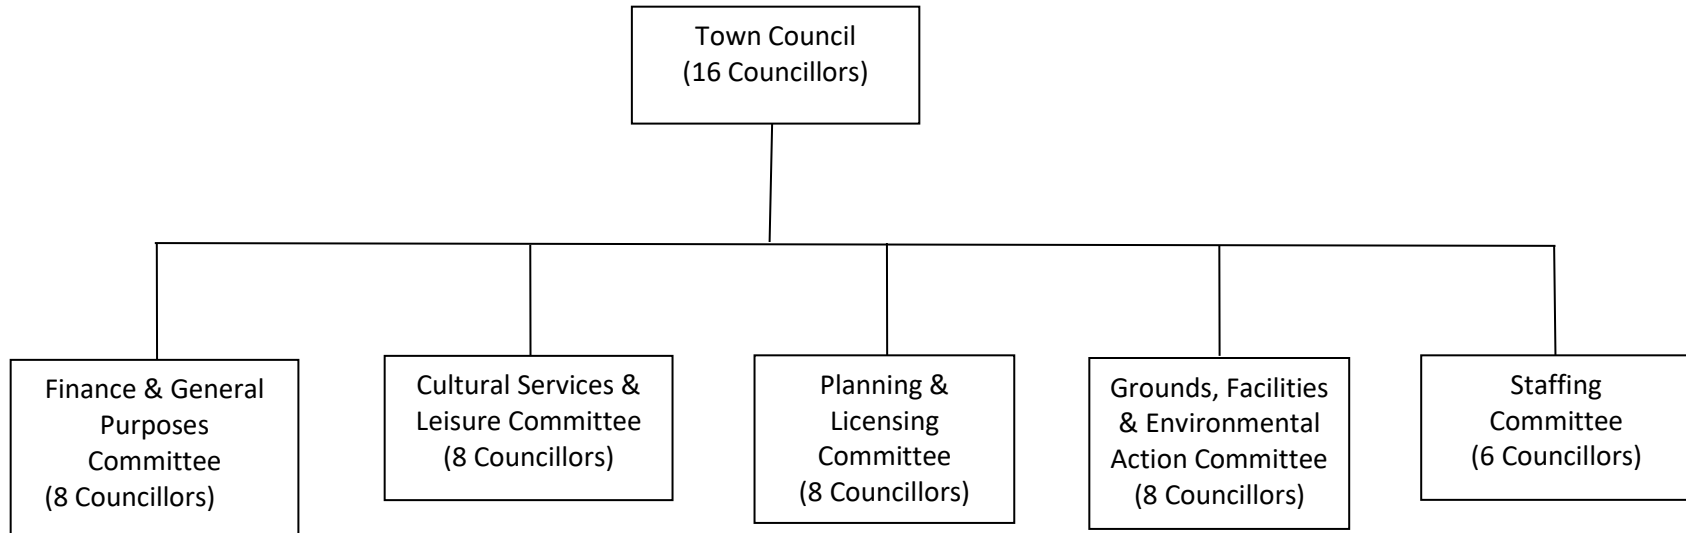 Town Council
(16 Councillors)
Finance & General
Purposes
Committee
(8 Councillors)
Cultural Services &
Leisure Committee
(8 Councillors)
Planning &
Licensing
Committee
(8 Councillors)
Grounds, Facilities
& Environmental
Action Committee
(8 Councillors)
Staffing
Committee
(6 Councillors)